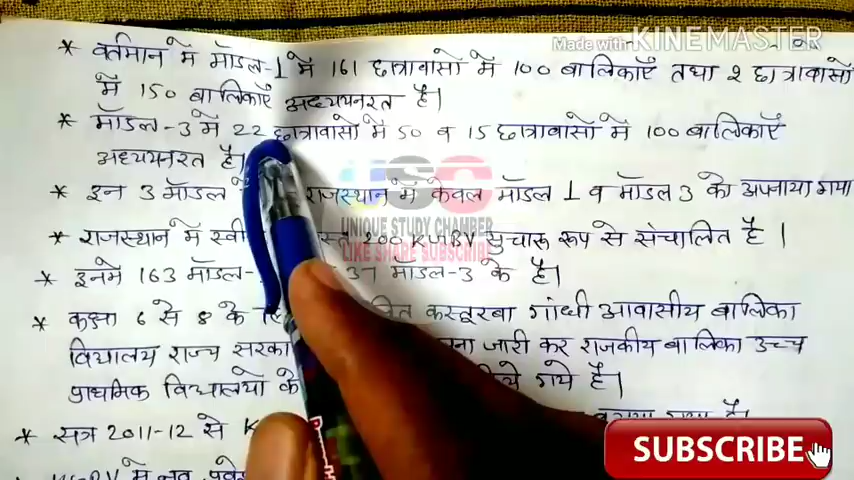 Made with KINEMASTER
* वर्तमान में मॉडल-1 में 161 छात्रावासों में 100 बालिकाएँ तथा 2 छात्रावासों
में 150 बालिकाएँ अध्ययनरत है।
* मॉडल-3 में 22 छात्रावासों में 50 व 15 छात्रावासों में 100 बालिकाएँ
अध्ययनरत है।
* इन 3 मॉडल राजस्थान में केवल मॉडल 1 व मॉडल 3 को अपनाया गया
USC
UNIQUE STUDY CHAMBER
LIKE SHARE SUBSCRIBE
* राजस्थान में 200 KGBV सुचारू रूप से संचालित है।
* इनमें 163 मॉडल- 37 मॉडल-3 के है।
* कक्षा 6 से 8 के कस्तूरबा गांधी आवासीय बालिका
विद्यालय राज्य जारी कर राजकीय बालिका उच्च
प्राथमिक विद्यालयों के किये गये है।
* सत्र 2011-12 से
SUBSCRIBE
* KGBV में नव